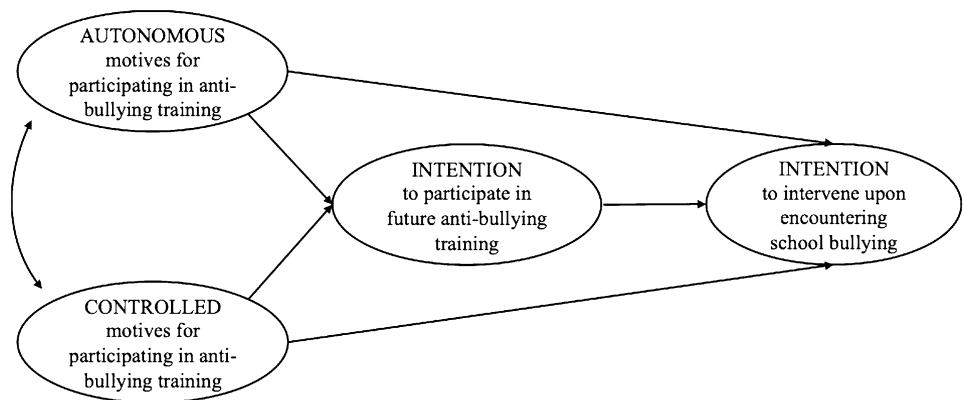 AUTONOMOUS
motives for
participating in anti-
bullying training
INTENTION
to participate in
future anti-bullying
training
INTENTION
to intervene upon
encountering
school bullying
CONTROLLED
motives for
participating in anti-
bullying training